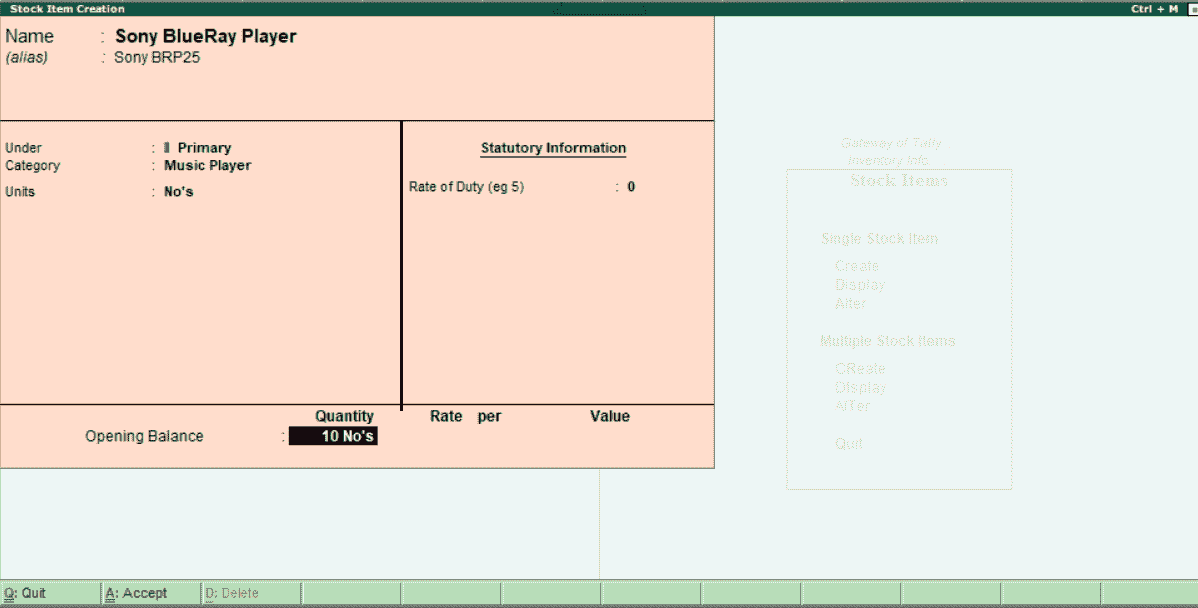 Stock Item Creation Ctrl + M
Name : Sony BlueRay Player
(alias) : Sony BRP25
Under : Primary
Category : Music Player
Units : No's
Statutory Information
Rate of Duty (eg 5) : 0
Quantity Rate per Value
Opening Balance : 10 No's
Gateway of Tally
Inventory Info.
Stock Items
Single Stock Item
Create
Display
Alter
Multiple Stock Items
CReate
DIsplay
AlTer
Quit
Q: Quit A: Accept D: Delete